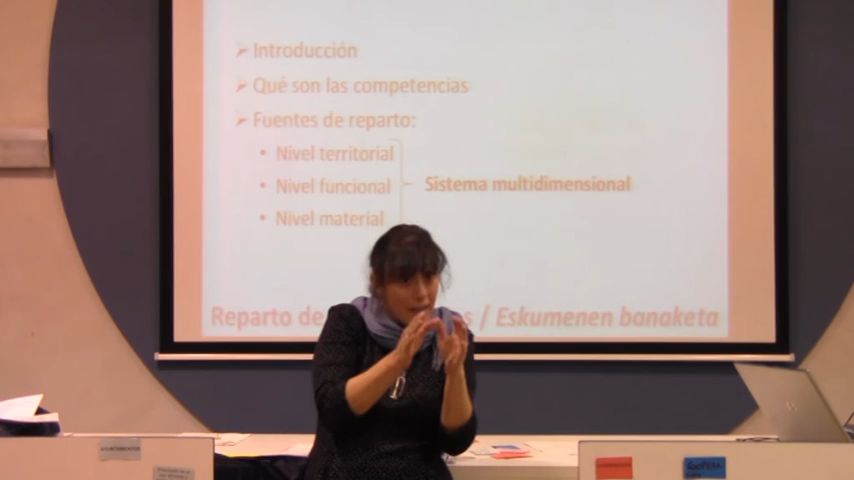 Introducción
Qué son las competencias
Fuentes de reparto:
Nivel territorial
Nivel funcional
Nivel material
Sistema multidimensional
Reparto de / Eskumenen banaketa